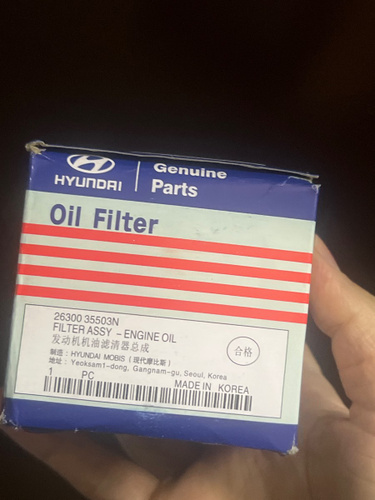 HYUNDAI
Genuine
Parts
Oil Filter
26300 35503N
FILTER ASSY - ENGINE OIL
发动机机油滤清器总成
制造：HYUNDAI MOBIS（现代摩比斯）
地址：Yeoksam1-dong, Gangnam-gu, Seoul, Korea
合格
1 PC MADE IN KOREA